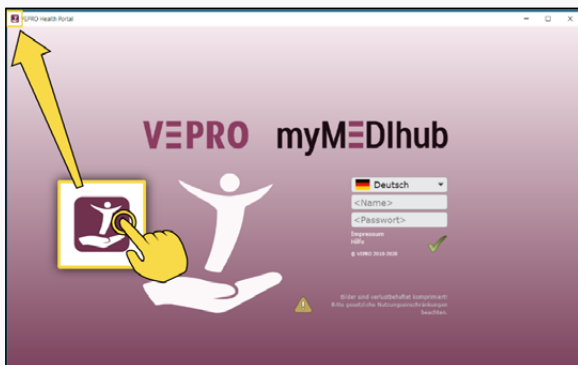 VEPRO Health Portal
VEPRO myMEDIhub
Deutsch
<Name>
<Passwort>
Impressum
Hilfe
© VEPRO 2010-2020
Bilder sind verlustbehaftet komprimiert!
Bitte gesetzliche Nutzungseinschränkungen
beachten.